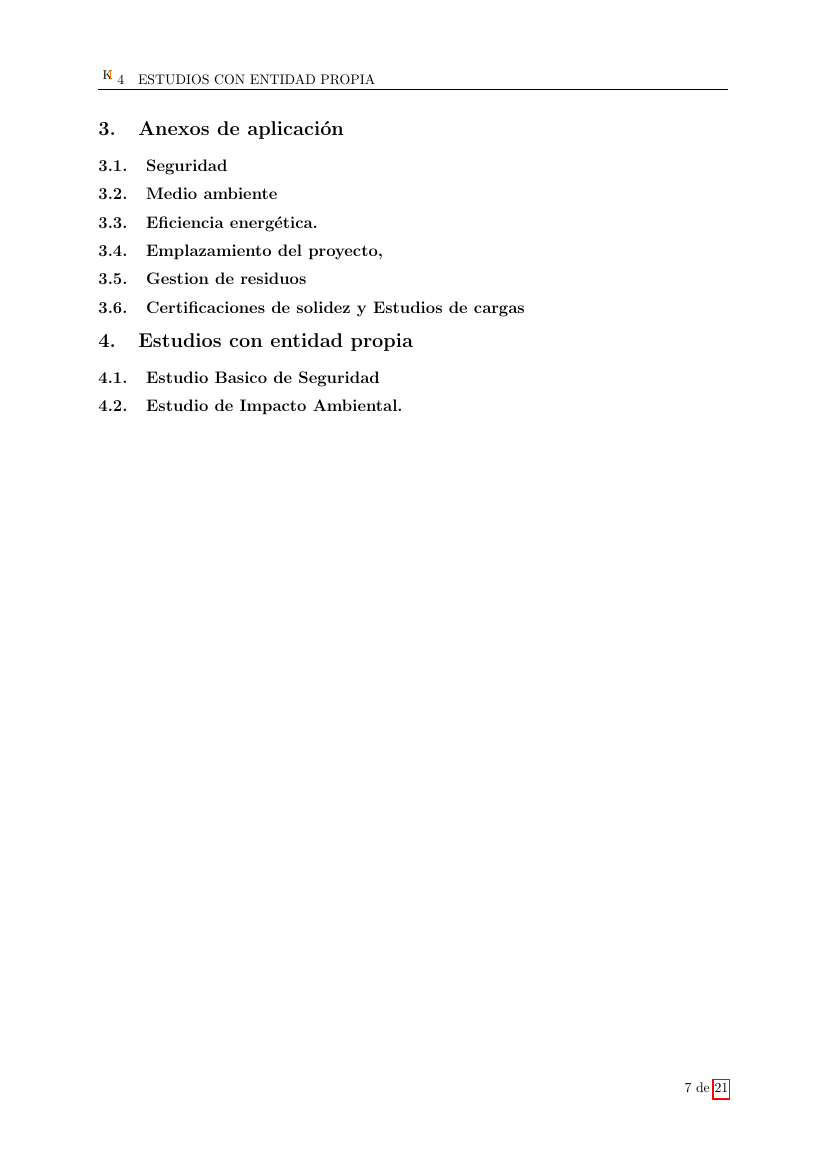 K 4 ESTUDIOS CON ENTIDAD PROPIA
3. Anexos de aplicación
3.1. Seguridad
3.2. Medio ambiente
3.3. Eficiencia energética.
3.4. Emplazamiento del proyecto,
3.5. Gestion de residuos
3.6. Certificaciones de solidez y Estudios de cargas
4. Estudios con entidad propia
4.1. Estudio Basico de Seguridad
4.2. Estudio de Impacto Ambiental.
7 de 21